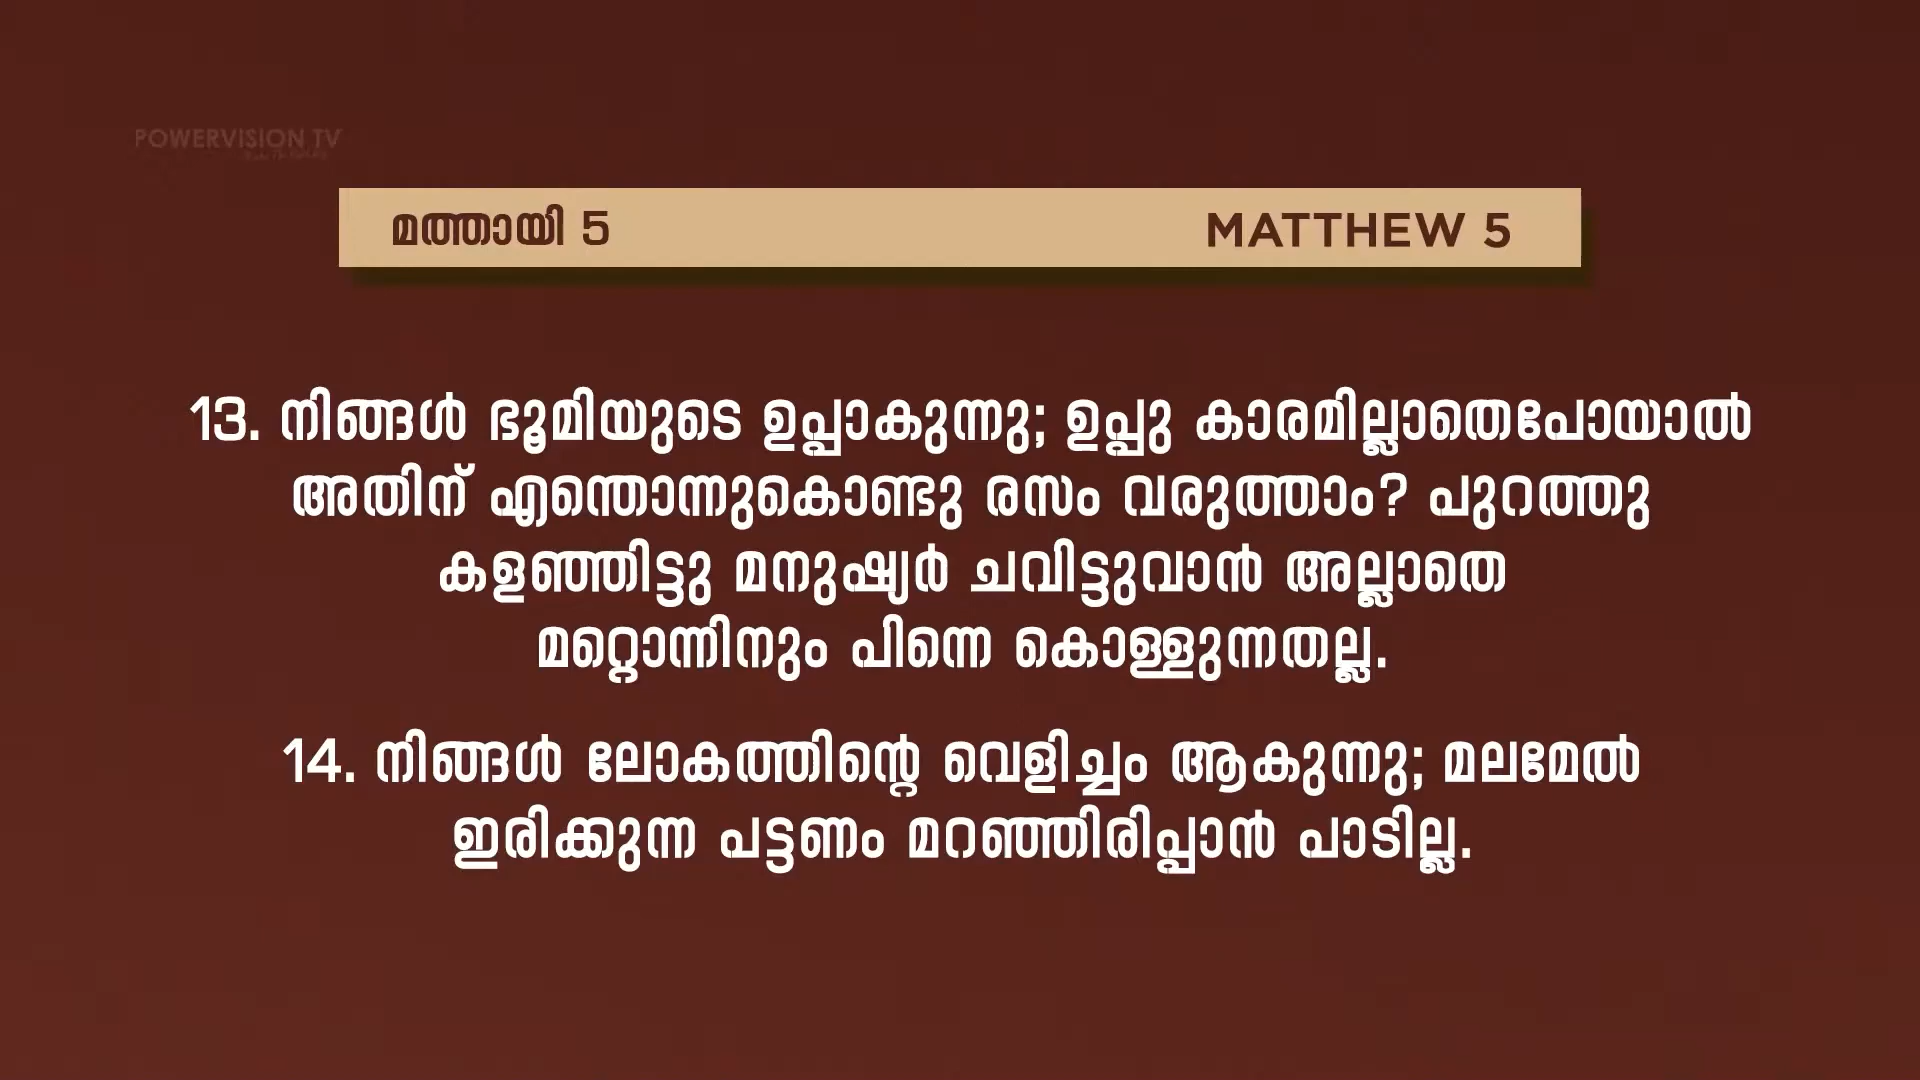 POWERVISION TV
മത്തായി 5 MATTHEW 5
13. നിങ്ങൾ ഭൂമിയുടെ ഉപ്പാകുന്നു; ഉപ്പു കാരമില്ലാതെപോയാൽ
അതിന് എന്തൊന്നുകൊണ്ടു രസം വരുത്താം? പുറത്തു
കളഞ്ഞിട്ടു മനുഷ്യർ ചവിട്ടുവാൻ അല്ലാതെ
മറ്റൊന്നിനും പിന്നെ കൊള്ളുന്നതല്ല.
14. നിങ്ങൾ ലോകത്തിന്റെ വെളിച്ചം ആകുന്നു; മലമേൽ
ഇരിക്കുന്ന പട്ടണം മറഞ്ഞിരിപ്പാൻ പാടില്ല.